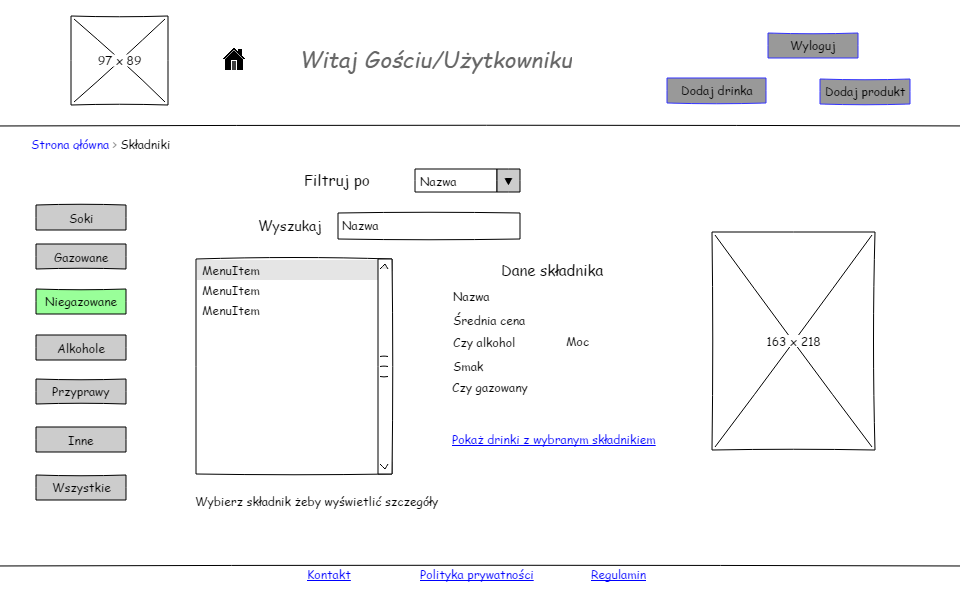 97 x 89
Witaj Gościu/Użytkowniku
Wyloguj
Dodaj drinka
Dodaj produkt
Strona główna > Składniki
Filtruj po
Nazwa
Wyszukaj
Nazwa
Soki
Gazowane
Niegazowane
Alkohole
Przyprawy
Inne
Wszystkie
MenuItem
MenuItem
MenuItem
Wybierz składnik żeby wyświetlić szczegóły
Dane składnika
Nazwa
Średnia cena
Czy alkohol
Moc
Smak
Czy gazowany
Pokaż drinki z wybranym składnikiem
163 x 218
Kontakt
Polityka prywatności
Regulamin